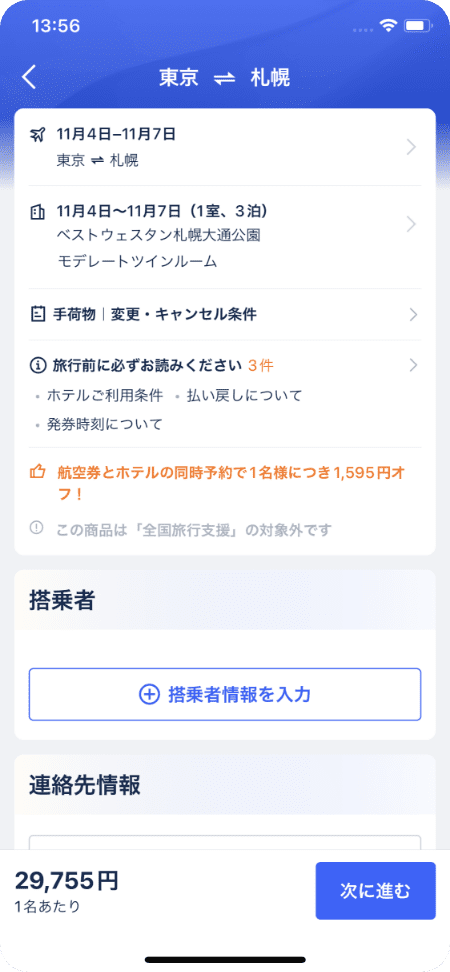 13:56
東京 ⇌ 札幌
11月4日–11月7日
東京 ⇌ 札幌
11月4日〜11月7日（1室、3泊）
ベストウェスタン札幌大通公園
モデレートツインルーム
手荷物｜変更・キャンセル条件
旅行前に必ずお読みください 3件
・ホテルご利用条件 ・払い戻しについて
・発券時刻について
航空券とホテルの同時予約で1名様につき1,595円オ
フ！
この商品は「全国旅行支援」の対象外です
搭乗者
搭乗者情報を入力
連絡先情報
29,755円
1名あたり
次に進む